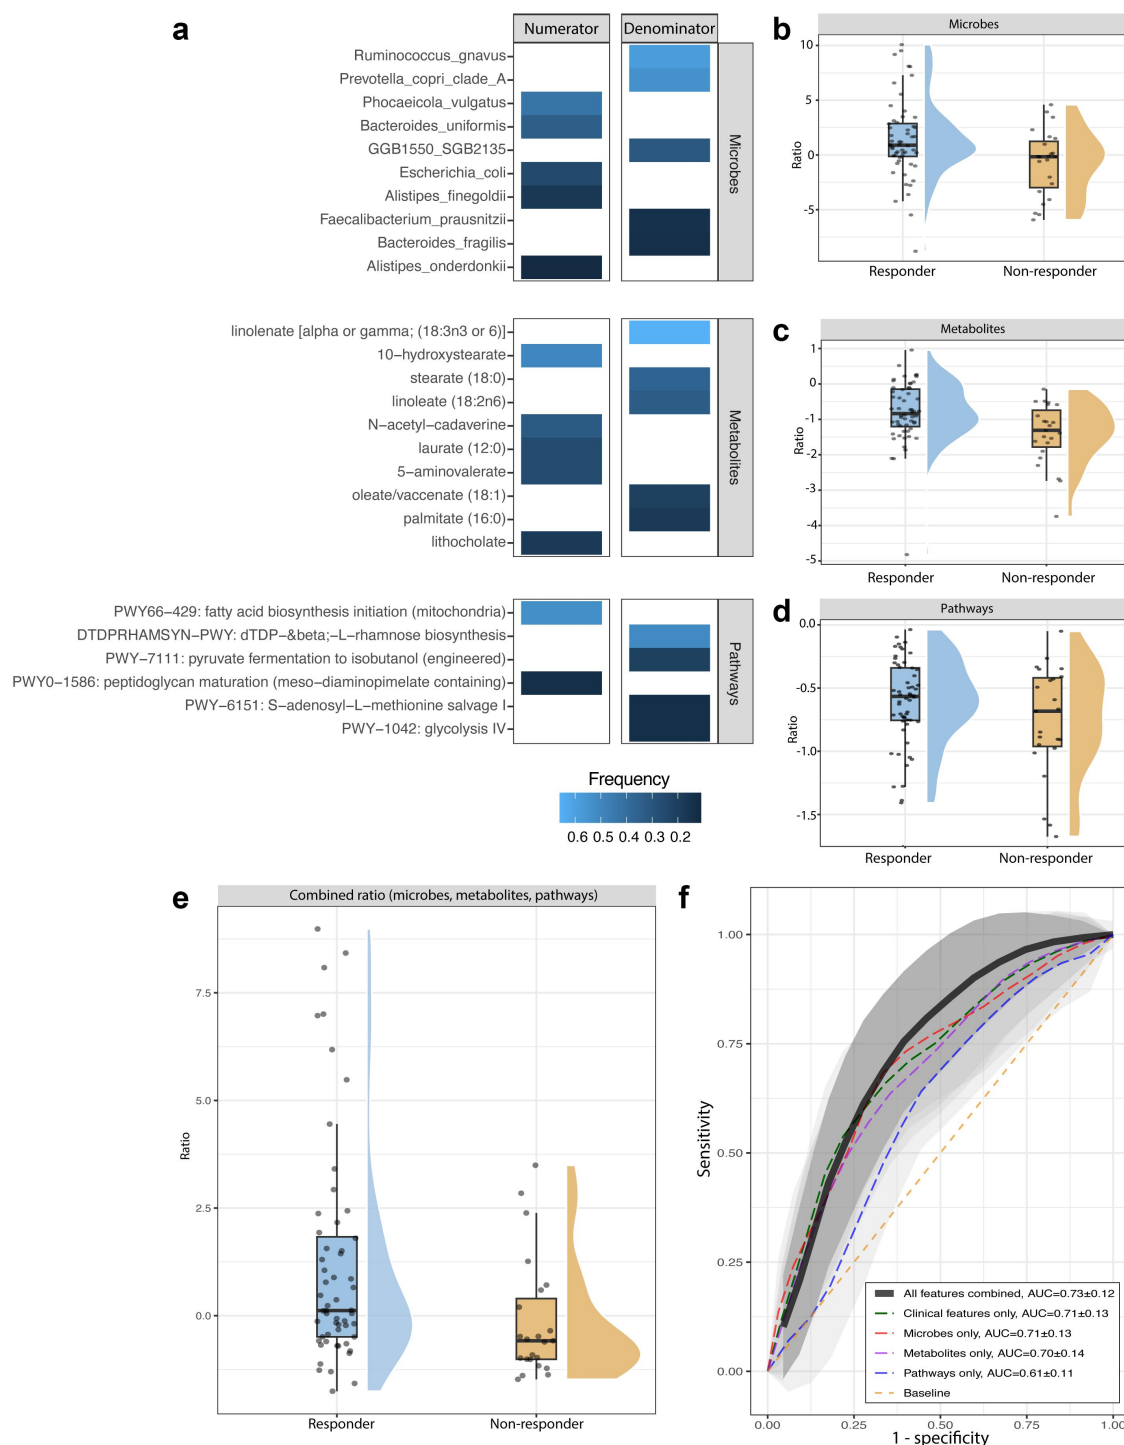 a
Numerator
Denominator
Ruminococcus_gnavus
Prevotella_copri_clade_A
Phocaeicola_vulgatus
Bacteroides_uniformis
GGB1550_SGB2135
Escherichia_coli
Alistipes_finegoldii
Faecalibacterium_prausnitzii
Bacteroides_fragilis
Alistipes_onderdonkii
Microbes
linolenate [alpha or gamma; (18:3n3 or 6)]
10−hydroxystearate
stearate (18:0)
linoleate (18:2n6)
N−acetyl−cadaverine
laurate (12:0)
5−aminovalerate
oleate/vaccenate (18:1)
palmitate (16:0)
lithocholate
Metabolites
PWY66−429: fatty acid biosynthesis initiation (mitochondria)
DTDPRHAMSYN−PWY: dTDP−&beta;−L−rhamnose biosynthesis
PWY−7111: pyruvate fermentation to isobutanol (engineered)
PWY0−1586: peptidoglycan maturation (meso−diaminopimelate containing)
PWY−6151: S−adenosyl−L−methionine salvage I
PWY−1042: glycolysis IV
Pathways
Frequency
0.6 0.5 0.4 0.3 0.2
b
Microbes
10
5
0
-5
Ratio
Responder
Non-responder
c
Metabolites
1
0
-1
-2
-3
-4
-5
Ratio
Responder
Non-responder
d
Pathways
0.0
-0.5
-1.0
-1.5
Ratio
Responder
Non-responder
e
Combined ratio (microbes, metabolites, pathways)
7.5
5.0
2.5
0.0
Ratio
Responder
Non-responder
f
1.00
0.75
0.50
0.25
0.00
Sensitivity
All features combined, AUC=0.73±0.12
Clinical features only, AUC=0.71±0.13
Microbes only, AUC=0.71±0.13
Metabolites only, AUC=0.70±0.14
Pathways only, AUC=0.61±0.11
Baseline
0.00 0.25 0.50 0.75 1.00
1 - specificity